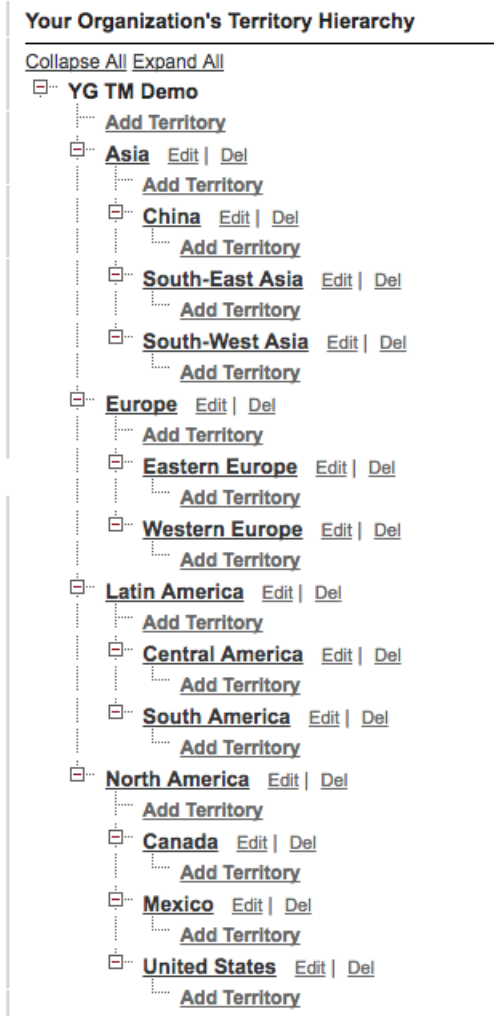 Your Organization's Territory Hierarchy
Collapse All Expand All
YG TM Demo
Add Territory
Asia Edit | Del
Add Territory
China Edit | Del
Add Territory
South-East Asia Edit | Del
Add Territory
South-West Asia Edit | Del
Add Territory
Europe Edit | Del
Add Territory
Eastern Europe Edit | Del
Add Territory
Western Europe Edit | Del
Add Territory
Latin America Edit | Del
Add Territory
Central America Edit | Del
Add Territory
South America Edit | Del
Add Territory
North America Edit | Del
Add Territory
Canada Edit | Del
Add Territory
Mexico Edit | Del
Add Territory
United States Edit | Del
Add Territory